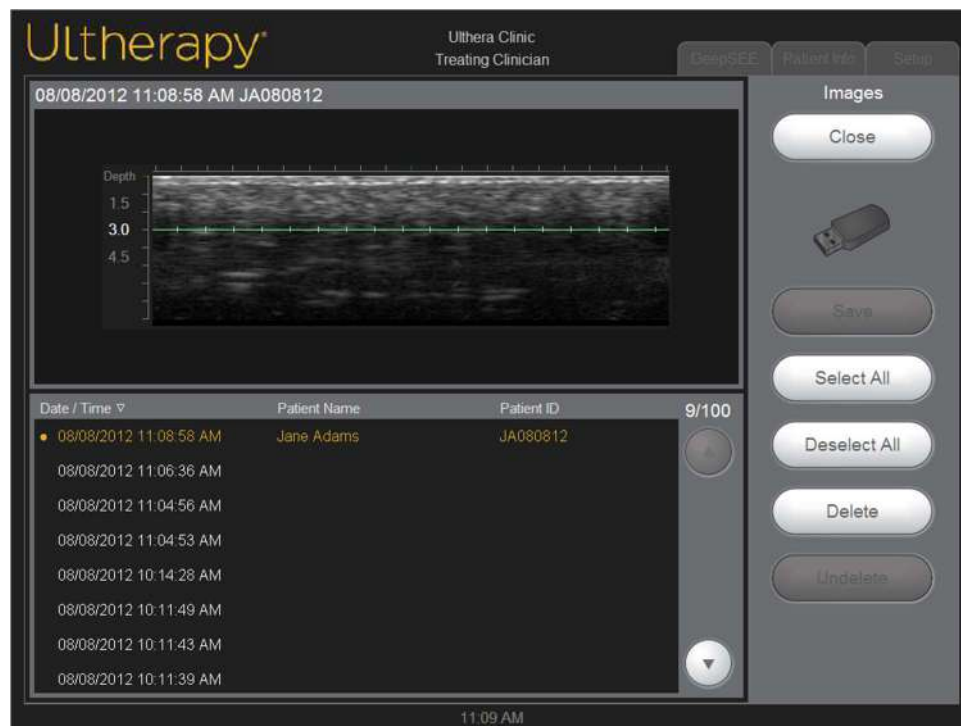 Ultherapy
Ulthera Clinic
Treating Clinician
DeepSEE Patient Info Setup
08/08/2012 11:08:58 AM JA080812
Images
Close
Depth
1.5
3.0
4.5
Save
Select All
Date / Time Patient Name Patient ID 9/100
08/08/2012 11:08:58 AM Jane Adams JA080812
Deselect All
08/08/2012 11:06:36 AM
08/08/2012 11:04:56 AM
Delete
08/08/2012 11:04:53 AM
08/08/2012 10:14:28 AM
Undelete
08/08/2012 10:11:49 AM
08/08/2012 10:11:43 AM
08/08/2012 10:11:39 AM
11:09 AM